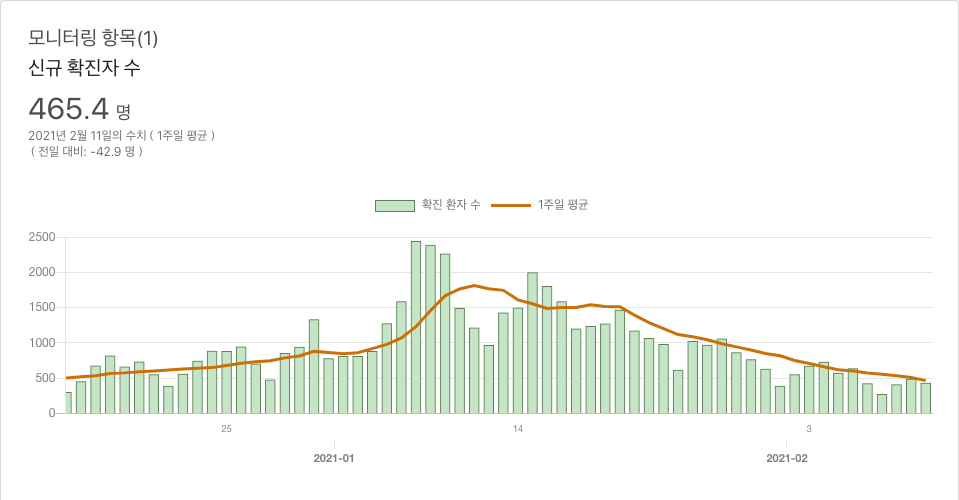 모니터링 항목(1)
신규 확진자 수
465.4 명
2021년 2월 11일의 수치 ( 1주일 평균 )
( 전일 대비: -42.9 명 )
확진 환자 수 1주일 평균
2500
2000
1500
1000
500
0
25 14 3
2021-01 2021-02